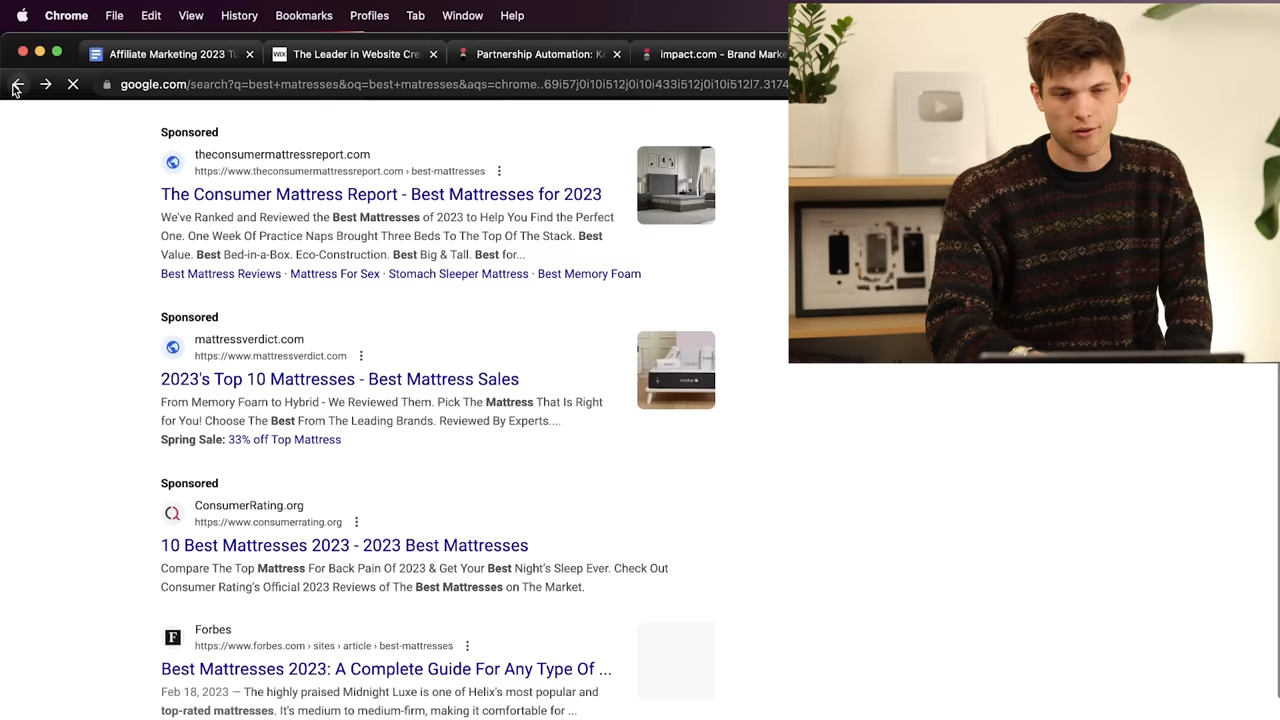 Chrome File Edit View History Bookmarks Profiles Tab Window Help
Affiliate Marketing 2023 Tu
The Leader in Website Cre
Partnership Automation: K
impact.com - Brand Marke
google.com/search?q=best+mattresses&oq=best+mattresses&aqs=chrome..69i57j0i10i512j0i10i433i512j0i10i512l7.3174
Sponsored
theconsumermattressreport.com
https://www.theconsumermattressreport.com › best-mattresses
The Consumer Mattress Report - Best Mattresses for 2023
We've Ranked and Reviewed the Best Mattresses of 2023 to Help You Find the Perfect
One. One Week Of Practice Naps Brought Three Beds To The Top Of The Stack. Best
Value. Best Bed-in-a-Box. Eco-Construction. Best Big & Tall. Best for...
Best Mattress Reviews · Mattress For Sex · Stomach Sleeper Mattress · Best Memory Foam
Sponsored
mattressverdict.com
https://www.mattressverdict.com
2023's Top 10 Mattresses - Best Mattress Sales
From Memory Foam to Hybrid - We Reviewed Them. Pick The Mattress That Is Right
for You! Choose The Best From The Leading Brands. Reviewed By Experts....
Spring Sale: 33% off Top Mattress
Sponsored
ConsumerRating.org
https://www.consumerrating.org
10 Best Mattresses 2023 - 2023 Best Mattresses
Compare The Top Mattress For Back Pain Of 2023 & Get Your Best Night's Sleep Ever. Check Out
Consumer Rating's Official 2023 Reviews of The Best Mattresses on The Market.
Forbes
https://www.forbes.com › sites › article › best-mattresses
Best Mattresses 2023: A Complete Guide For Any Type Of ...
Feb 18, 2023 — The highly praised Midnight Luxe is one of Helix's most popular and
top-rated mattresses. It's medium to medium-firm, making it comfortable for ...